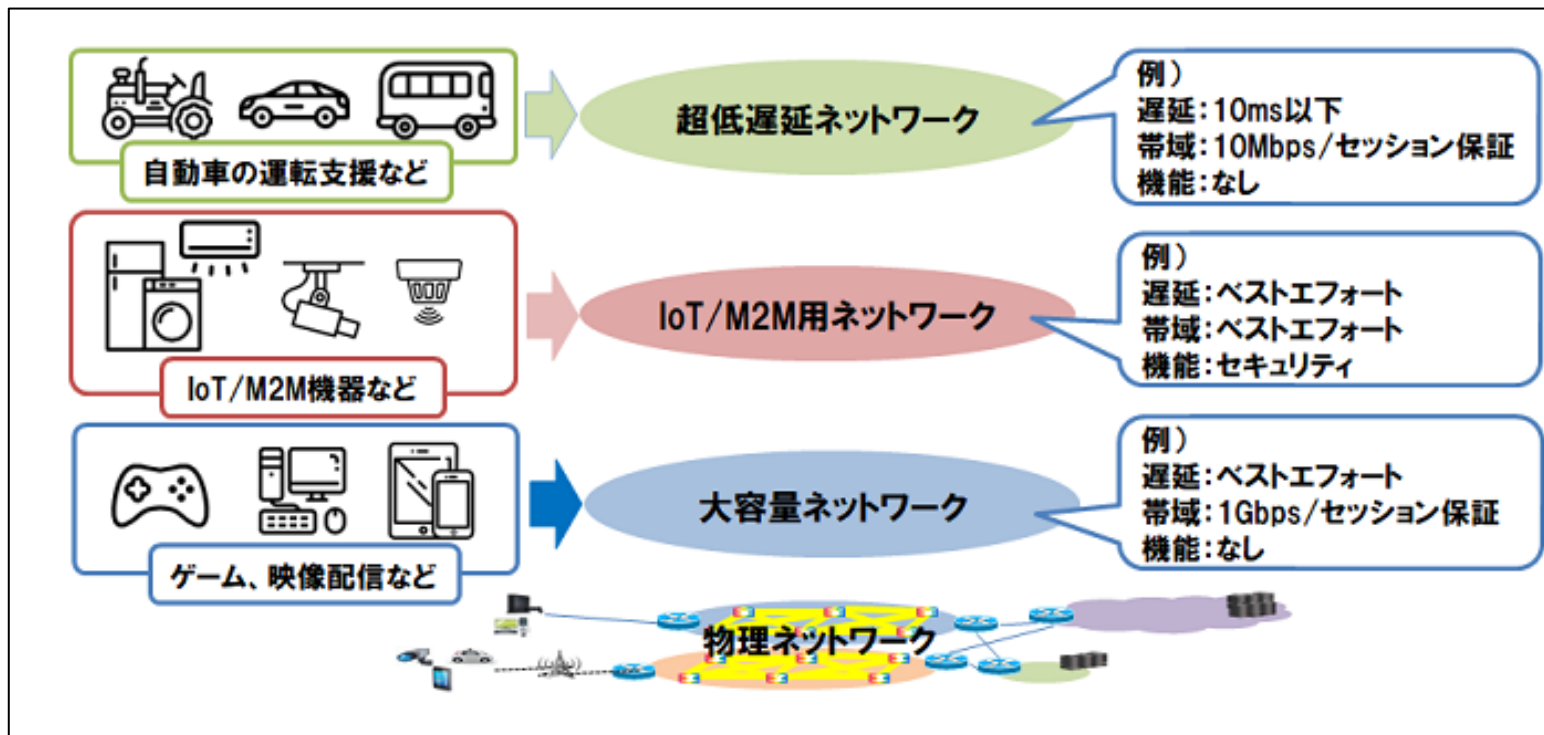 自動車の運転支援など
超低遅延ネットワーク
例）
遅延：10ms以下
帯域：10Mbps/セッション保証
機能：なし
IoT/M2M機器など
IoT/M2M用ネットワーク
例）
遅延：ベストエフォート
帯域：ベストエフォート
機能：セキュリティ
ゲーム、映像配信など
大容量ネットワーク
例）
遅延：ベストエフォート
帯域：1Gbps/セッション保証
機能：なし
物理ネットワーク